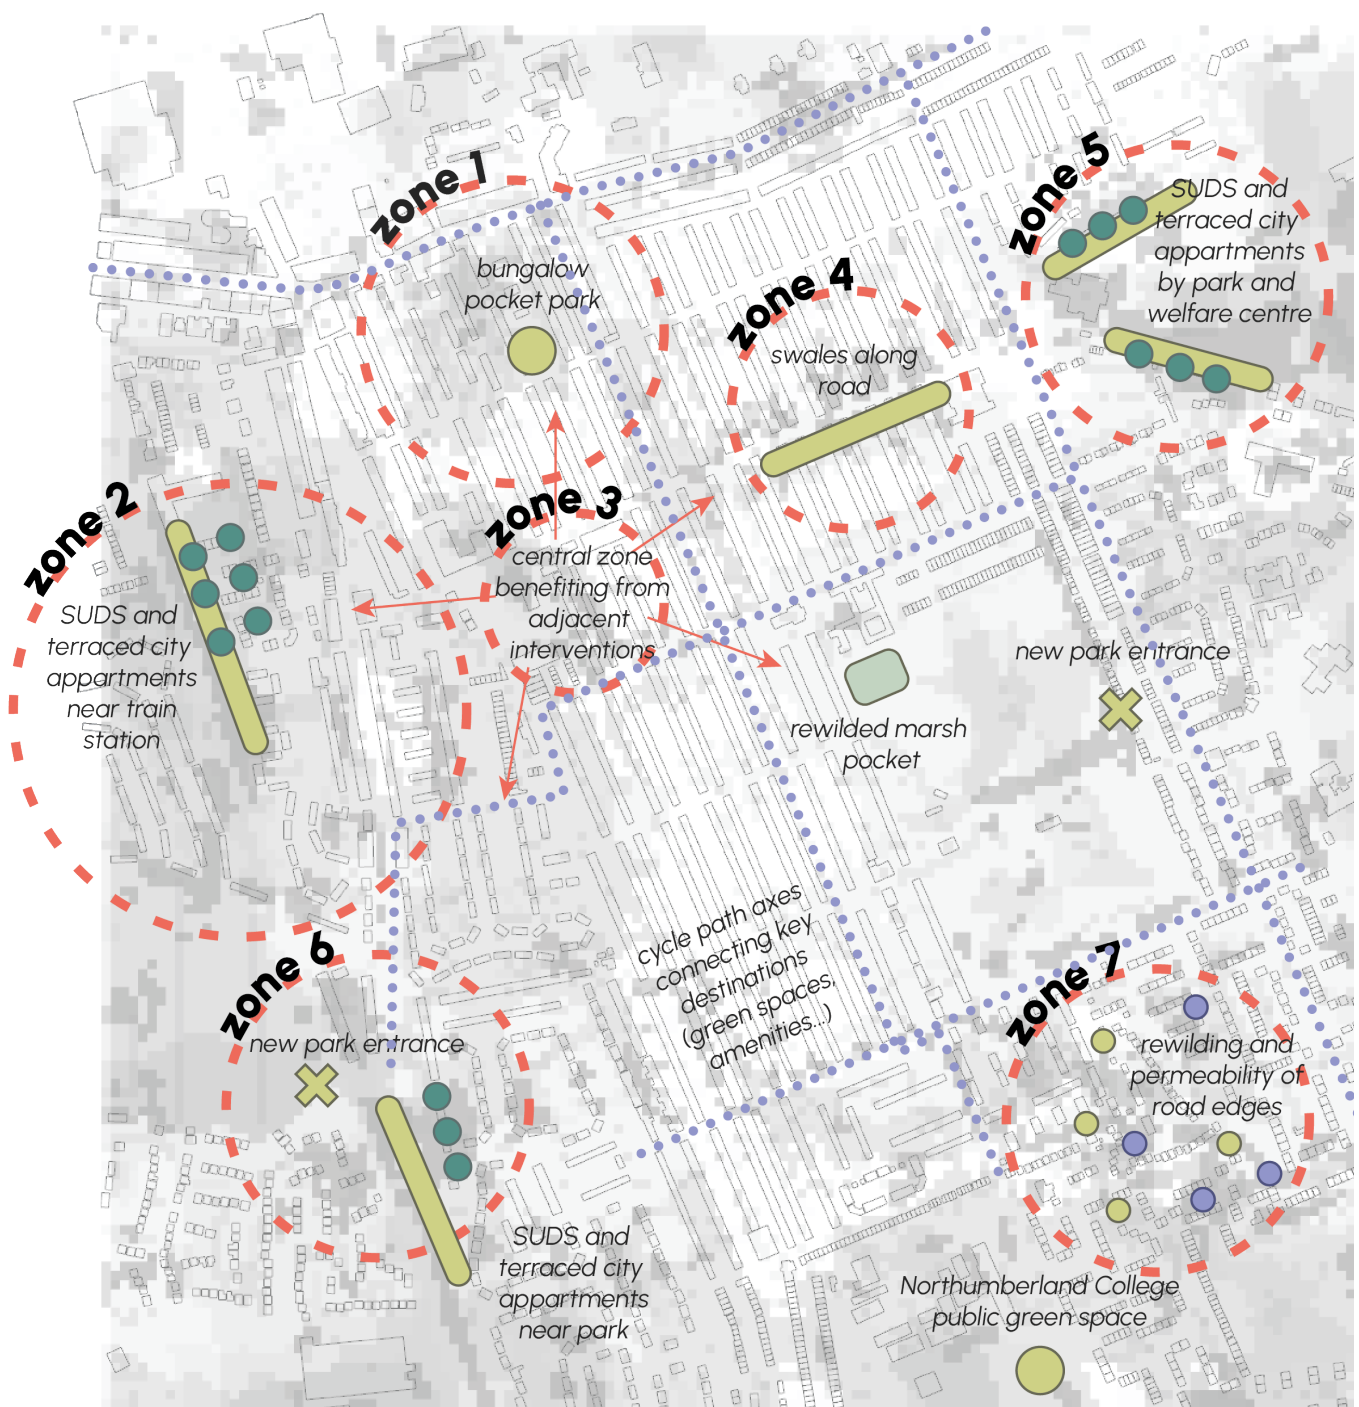 zone 1
bungalow
pocket park
zone 5
SUDS and
terraced city
appartments
by park and
welfare centre
zone 4
swales along
road
zone 2
SUDS and
terraced city
appartments
near train
station
zone 3
central zone
benefiting from
adjacent
interventions
new park entrance
rewilded marsh
pocket
cycle path axes
connecting key
destinations
(green spaces,
amenities...)
zone 6
new park entrance
SUDS and
terraced city
appartments
near park
zone 7
rewilding and
permeability of
road edges
Northumberland College
public green space